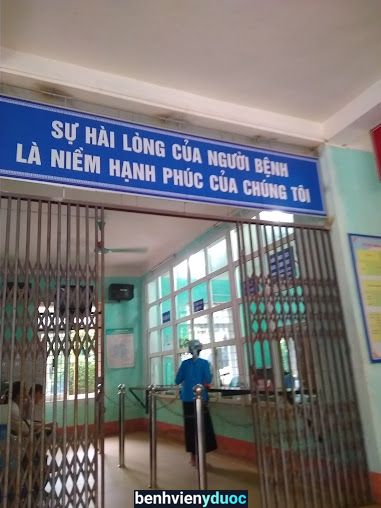 SỰ HÀI LÒNG CỦA NGƯỜI BỆNH
LÀ NIỀM HẠNH PHÚC CỦA CHÚNG TÔI
benhvienyduoc